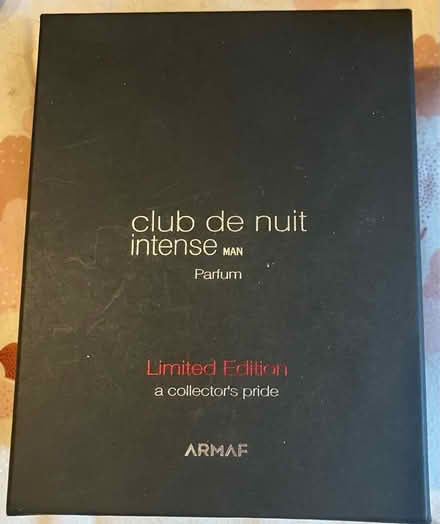 club de nuit
intense MAN
Parfum
Limited Edition
a collector's pride
ARMAF